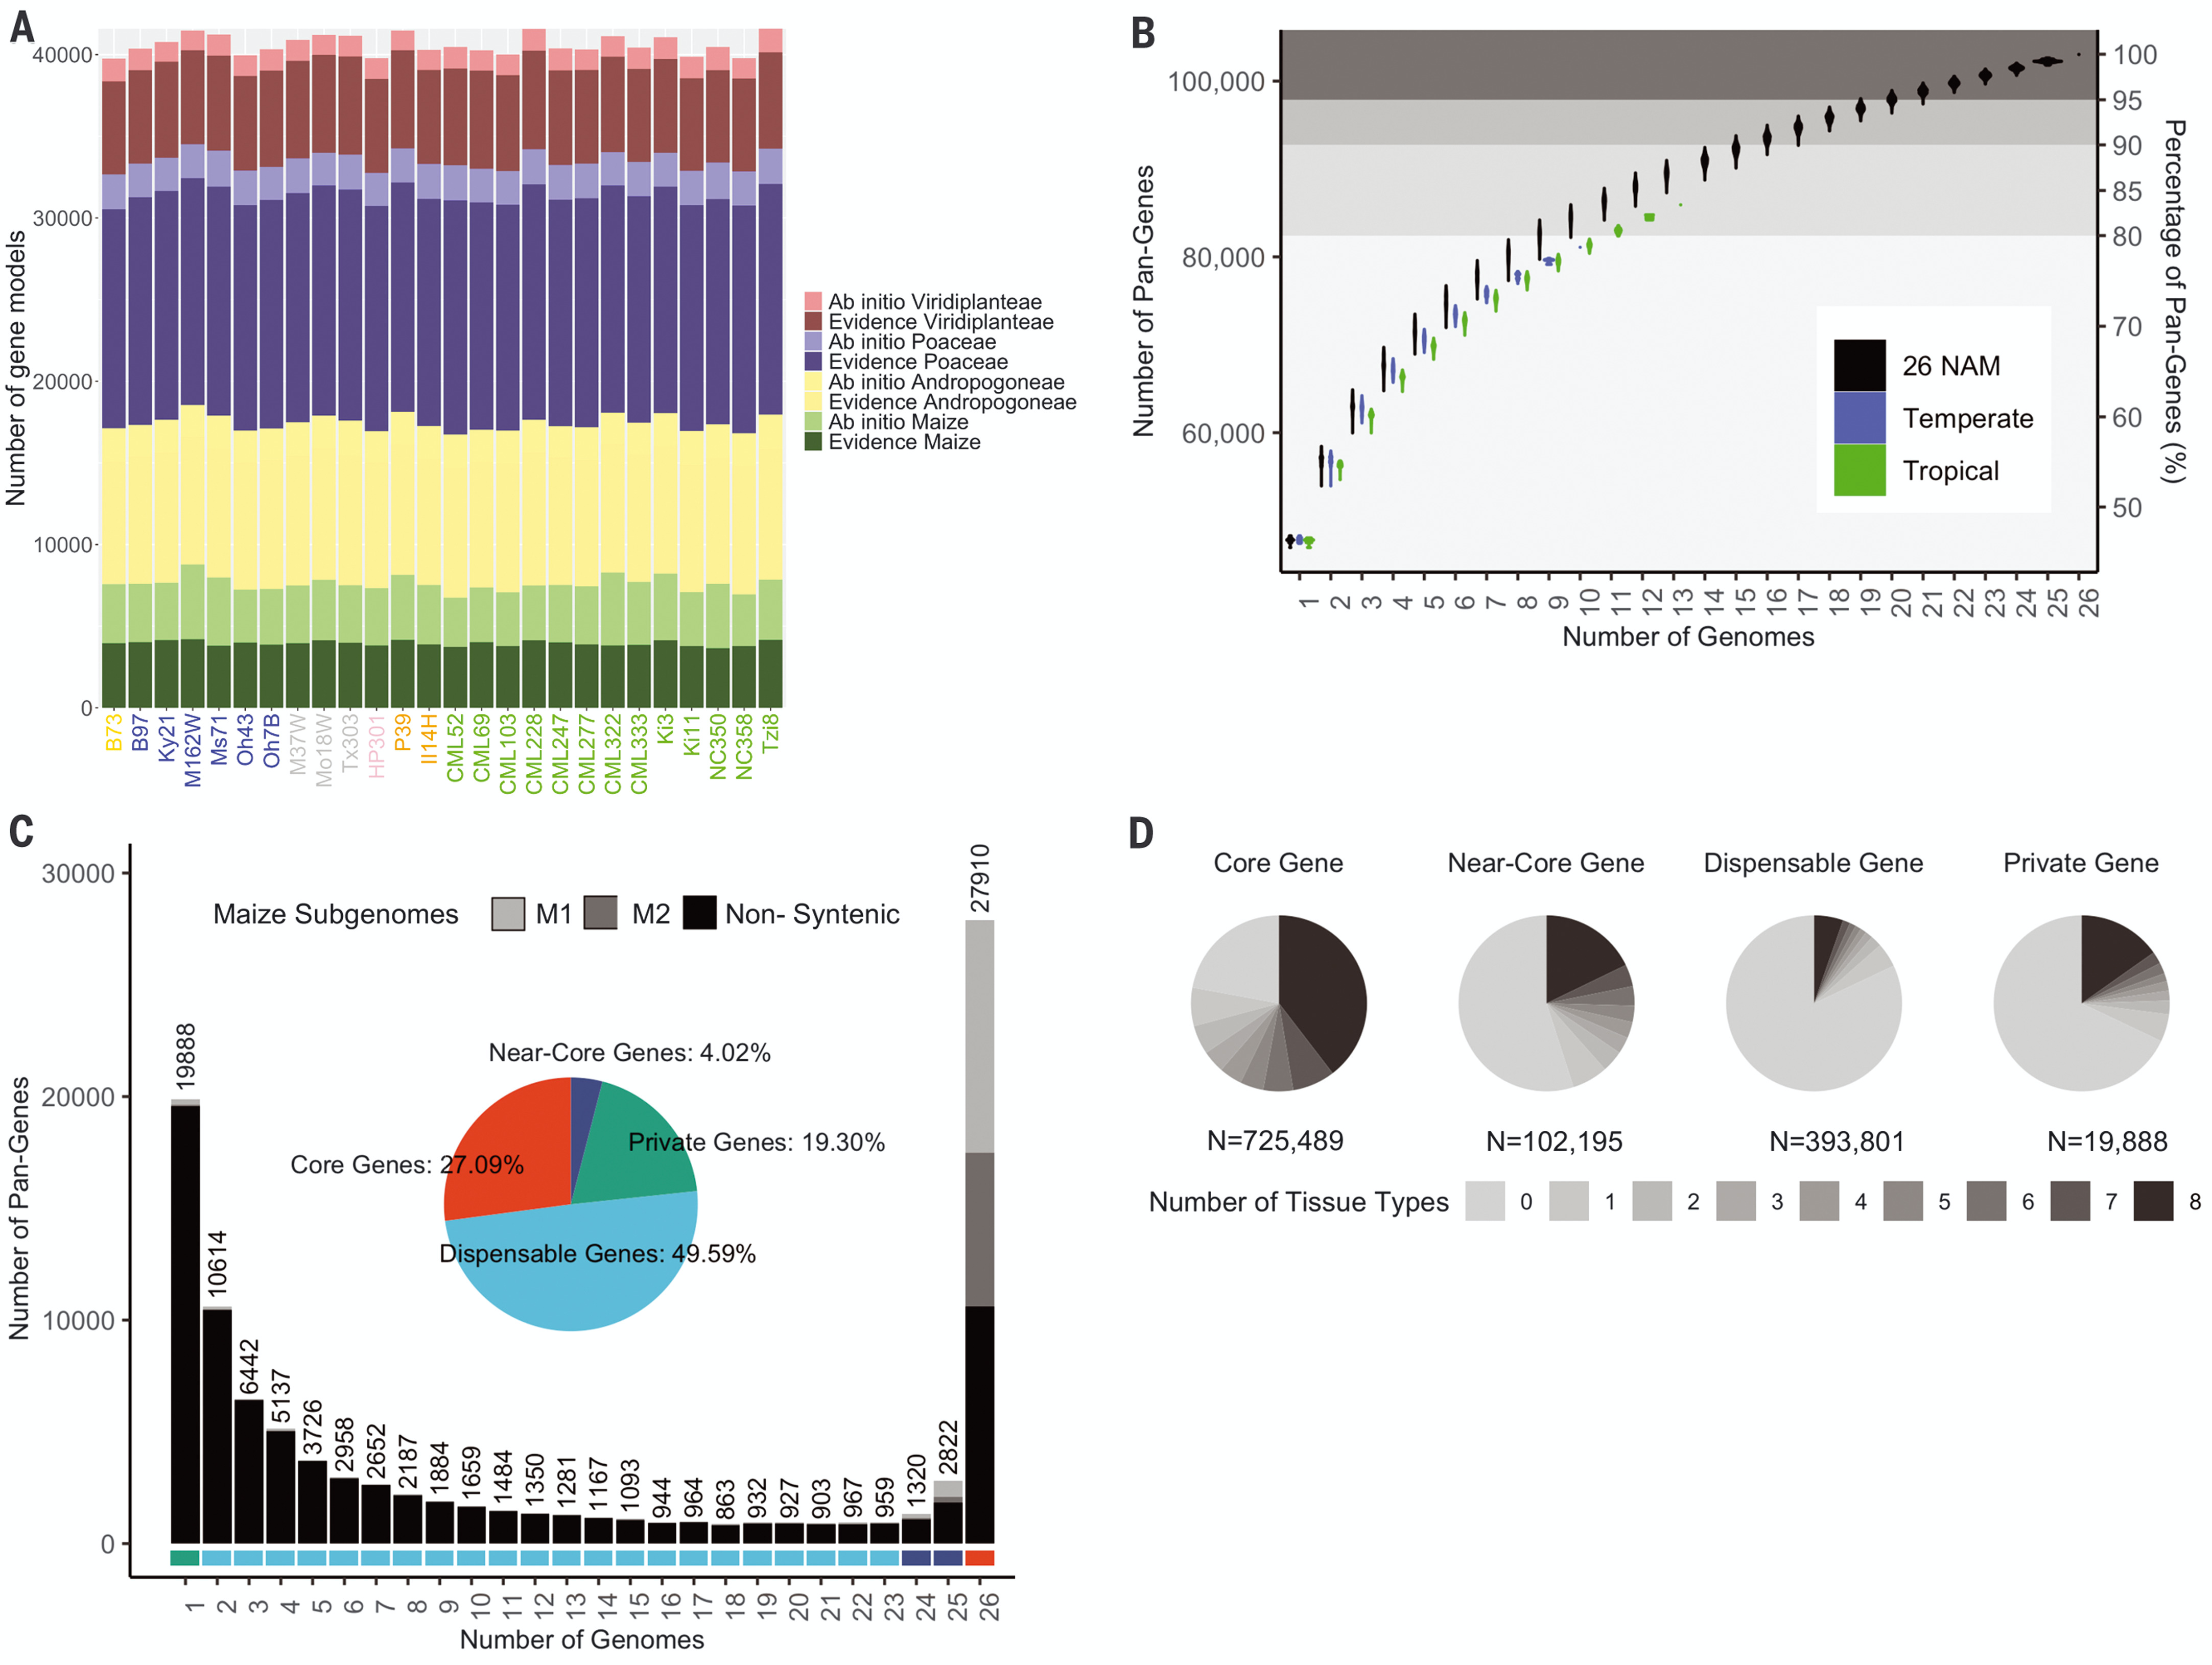 A
Number of gene models
40000
30000
20000
10000
0
B73
B97
Ky21
M162W
Ms71
Oh43
Oh7B
M37W
Mo18W
Tx303
HP301
P39
Il14H
CML52
CML69
CML103
CML228
CML247
CML277
CML322
CML333
Ki3
Ki11
NC350
NC358
Tzi8
Ab initio Viridiplanteae
Evidence Viridiplanteae
Ab initio Poaceae
Evidence Poaceae
Ab initio Andropogoneae
Evidence Andropogoneae
Ab initio Maize
Evidence Maize
B
Number of Pan-Genes
100,000
80,000
60,000
Percentage of Pan-Genes (%)
100
95
90
85
80
70
60
50
26 NAM
Temperate
Tropical
1 2 3 4 5 6 7 8 9 10 11 12 13 14 15 16 17 18 19 20 21 22 23 24 25 26
Number of Genomes
C
Number of Pan-Genes
30000
20000
10000
0
Maize Subgenomes M1 M2 Non- Syntenic
19888
10614
6442
5137
3726
2958
2652
2187
1884
1659
1484
1350
1281
1167
1093
944
964
863
932
927
903
967
959
1320
2822
27910
Near-Core Genes: 4.02%
Private Genes: 19.30%
Core Genes: 27.09%
Dispensable Genes: 49.59%
1 2 3 4 5 6 7 8 9 10 11 12 13 14 15 16 17 18 19 20 21 22 23 24 25 26
Number of Genomes
D
Core Gene Near-Core Gene Dispensable Gene Private Gene
N=725,489 N=102,195 N=393,801 N=19,888
Number of Tissue Types 0 1 2 3 4 5 6 7 8